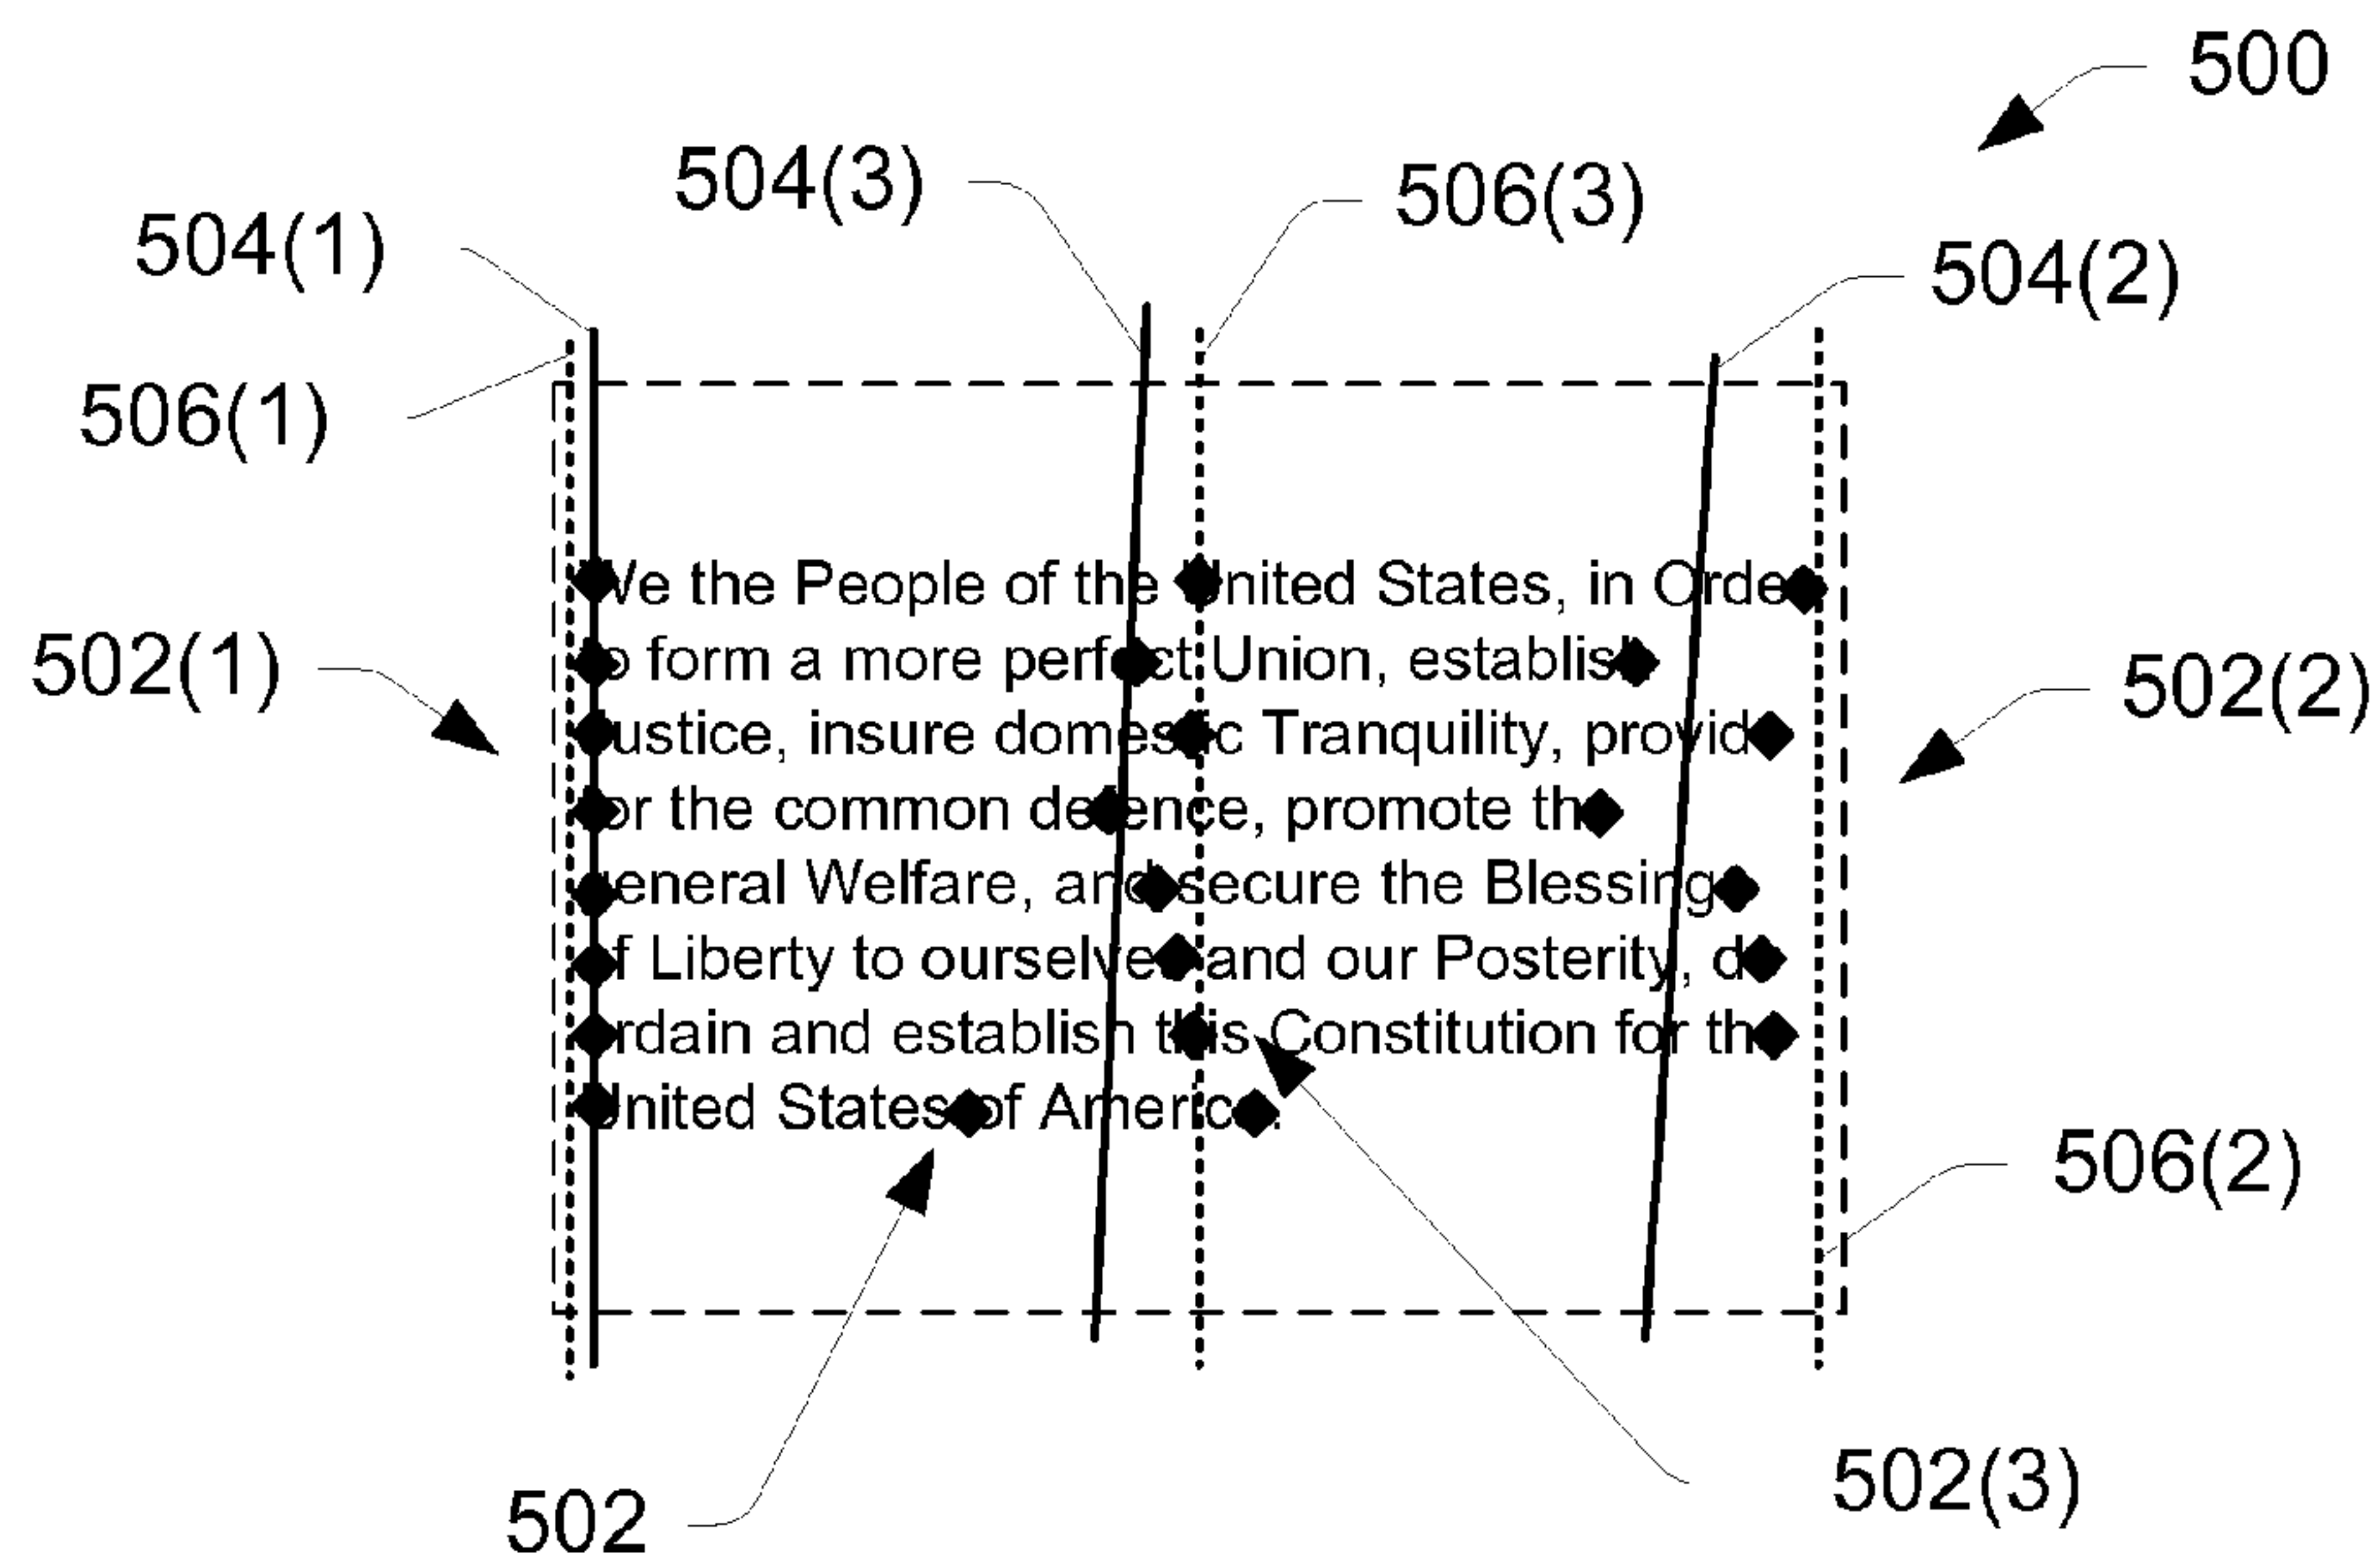 500
504(3)
506(3)
504(1)
504(2)
506(1)
We the People of the United States, in Order
to form a more perfect Union, establish
502(1)
502(2)
Justice, insure domestic Tranquility, provide
for the common defence, promote the
general Welfare, and secure the Blessings
of Liberty to ourselves and our Posterity, do
ordain and establish this Constitution for the
United States of America.
506(2)
502(3)
502